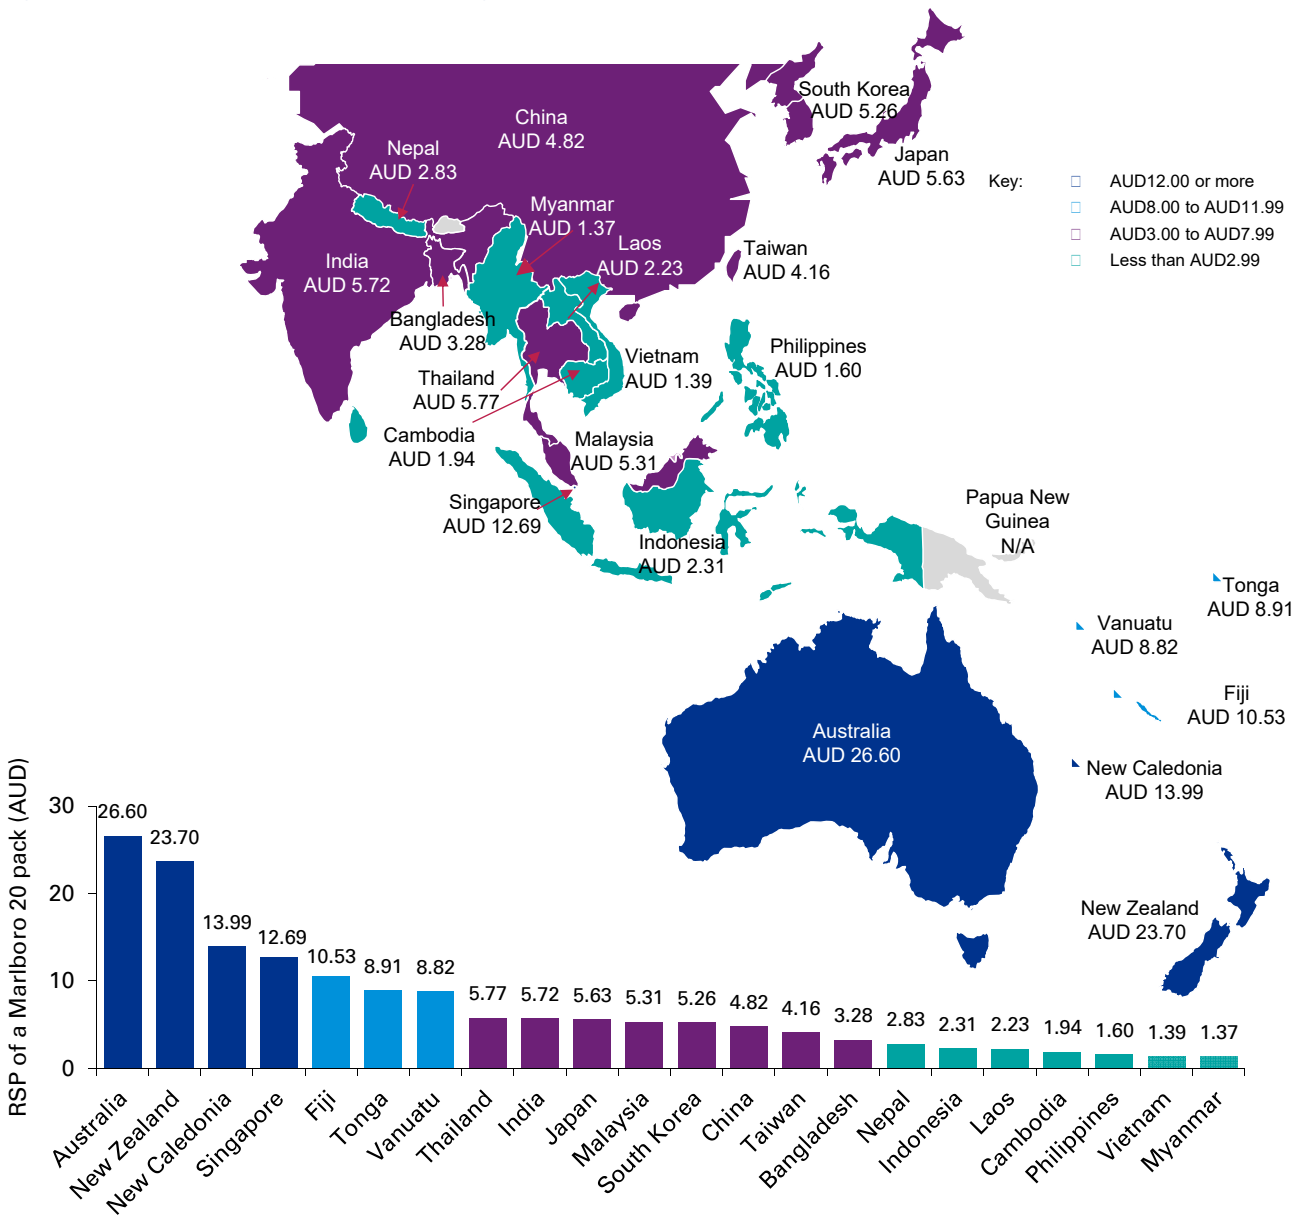 South Korea
AUD 5.26
China
AUD 4.82
Nepal
AUD 2.83
Japan
AUD 5.63
Key:
AUD12.00 or more
AUD8.00 to AUD11.99
AUD3.00 to AUD7.99
Less than AUD2.99
Myanmar
AUD 1.37
Laos
AUD 2.23
Taiwan
AUD 4.16
India
AUD 5.72
Bangladesh
AUD 3.28
Philippines
AUD 1.60
Vietnam
AUD 1.39
Thailand
AUD 5.77
Cambodia
AUD 1.94
Malaysia
AUD 5.31
Singapore
AUD 12.69
Papua New
Guinea
N/A
Indonesia
AUD 2.31
Tonga
AUD 8.91
Vanuatu
AUD 8.82
Fiji
AUD 10.53
Australia
AUD 26.60
New Caledonia
AUD 13.99
New Zealand
AUD 23.70
RSP of a Marlboro 20 pack (AUD)
30
20
10
0
26.60
23.70
13.99
12.69
10.53
8.91
8.82
5.77
5.72
5.63
5.31
5.26
4.82
4.16
3.28
2.83
2.31
2.23
1.94
1.60
1.39
1.37
Australia
New Zealand
New Caledonia
Singapore
Fiji
Tonga
Vanuatu
Thailand
India
Japan
Malaysia
South Korea
China
Taiwan
Bangladesh
Nepal
Indonesia
Laos
Cambodia
Philippines
Vietnam
Myanmar